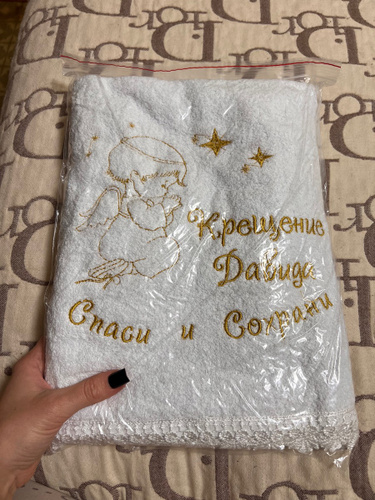 Крещение
Давида
Спаси и Сохрани